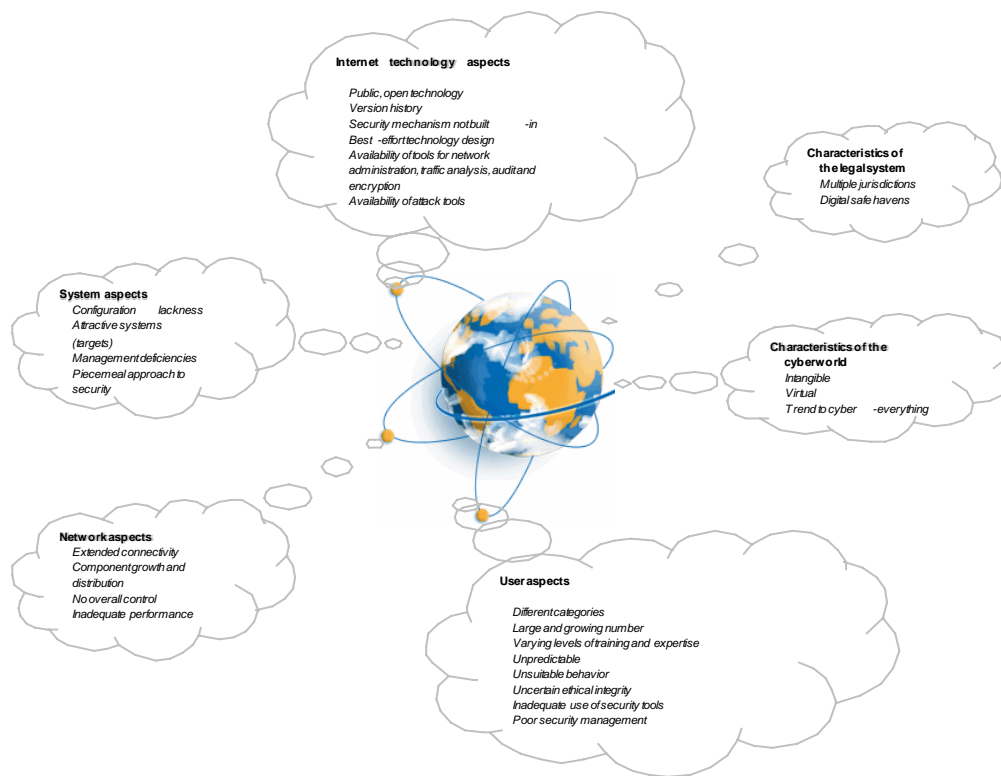 Internet technology aspects
Public, open technology
Version history
Security mechanism not built -in
Best -effort technology design
Availability of tools for network
administration, traffic analysis, audit and
encryption
Availability of attack tools
Characteristics of
the legal system
Multiple jurisdictions
Digital safe havens
System aspects
Configuration lackness
Attractive systems
(targets)
Management deficiencies
Piecemeal approach to
security
Characteristics of the
cyberworld
Intangible
Virtual
Trend to cyber -everything
Network aspects
Extended connectivity
Component growth and
distribution
No overall control
Inadequate performance
User aspects
Different categories
Large and growing number
Varying levels of training and expertise
Unpredictable
Unsuitable behavior
Uncertain ethical integrity
Inadequate use of security tools
Poor security management